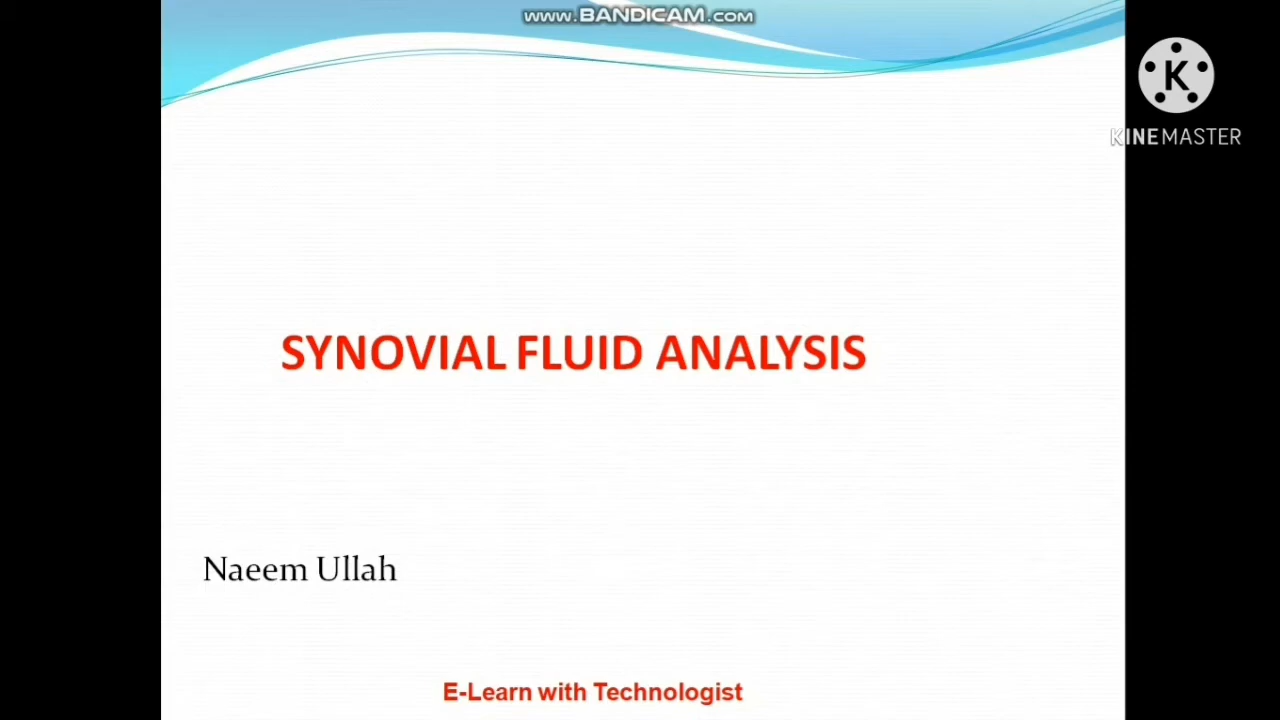 www.BANDICAM.com
K
KINEMASTER
SYNOVIAL FLUID ANALYSIS
Naeem Ullah
E-Learn with Technologist